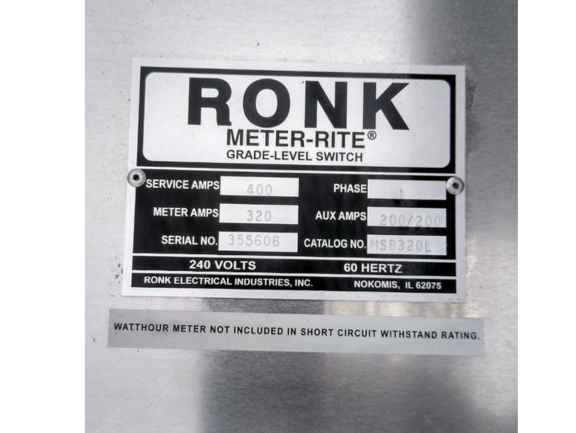 RONK
METER-RITE®
GRADE-LEVEL SWITCH
SERVICE AMPS 400 PHASE 1
METER AMPS 320 AUX AMPS 200/200
SERIAL NO. 355606 CATALOG NO. MSB320L
240 VOLTS 60 HERTZ
RONK ELECTRICAL INDUSTRIES, INC. NOKOMIS, IL 62075
WATTHOUR METER NOT INCLUDED IN SHORT CIRCUIT WITHSTAND RATING.